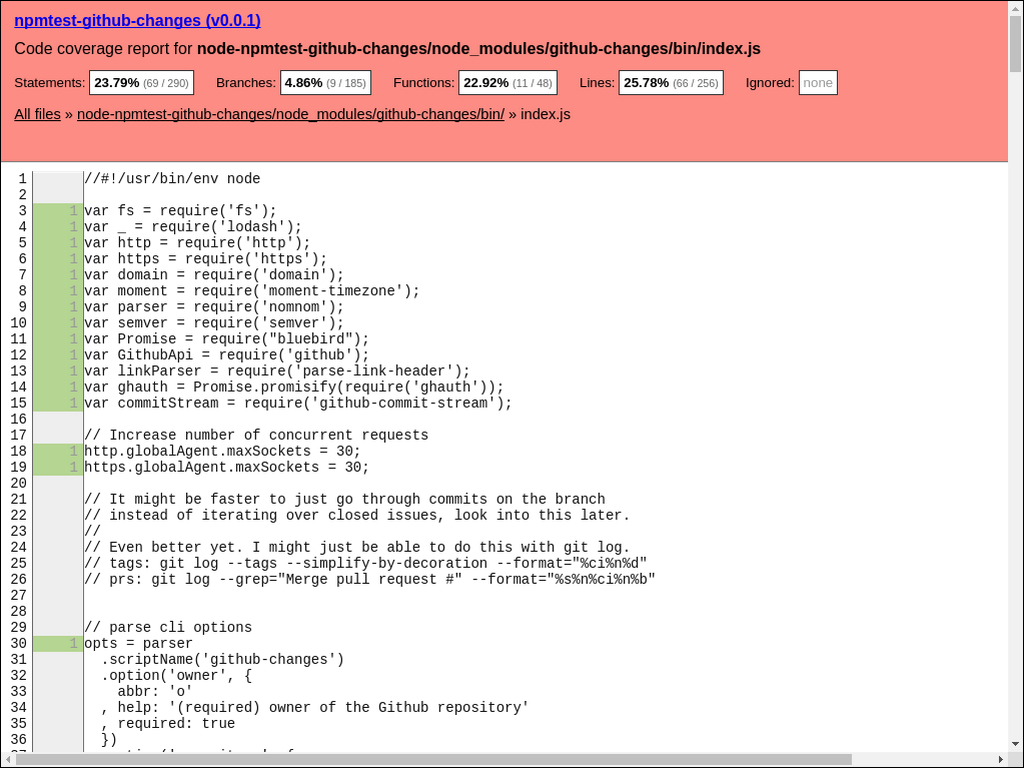 npmtest-github-changes (v0.0.1)
Code coverage report for node-npmtest-github-changes/node_modules/github-changes/bin/index.js
Statements: 23.79% (69 / 290) Branches: 4.86% (9 / 185) Functions: 22.92% (11 / 48) Lines: 25.78% (66 / 256) Ignored: none
All files » node-npmtest-github-changes/node_modules/github-changes/bin/ » index.js
1 //#!/usr/bin/env node
2
3 1 var fs = require('fs');
4 1 var _ = require('lodash');
5 1 var http = require('http');
6 1 var https = require('https');
7 1 var domain = require('domain');
8 1 var moment = require('moment-timezone');
9 1 var parser = require('nomnom');
10 1 var semver = require('semver');
11 1 var Promise = require("bluebird");
12 1 var GithubApi = require('github');
13 1 var linkParser = require('parse-link-header');
14 1 var ghauth = Promise.promisify(require('ghauth'));
15 1 var commitStream = require('github-commit-stream');
16
17 // Increase number of concurrent requests
18 1 http.globalAgent.maxSockets = 30;
19 1 https.globalAgent.maxSockets = 30;
20
21 // It might be faster to just go through commits on the branch
22 // instead of iterating over closed issues, look into this later.
23 //
24 // Even better yet. I might just be able to do this with git log.
25 // tags: git log --tags --simplify-by-decoration --format="%ci%n%d"
26 // prs: git log --grep="Merge pull request #" --format="%s%n%ci%n%b"
27
28
29 // parse cli options
30 1 opts = parser
31 .scriptName('github-changes')
32 .option('owner', {
33 abbr: 'o'
34 , help: '(required) owner of the Github repository'
35 , required: true
36 })